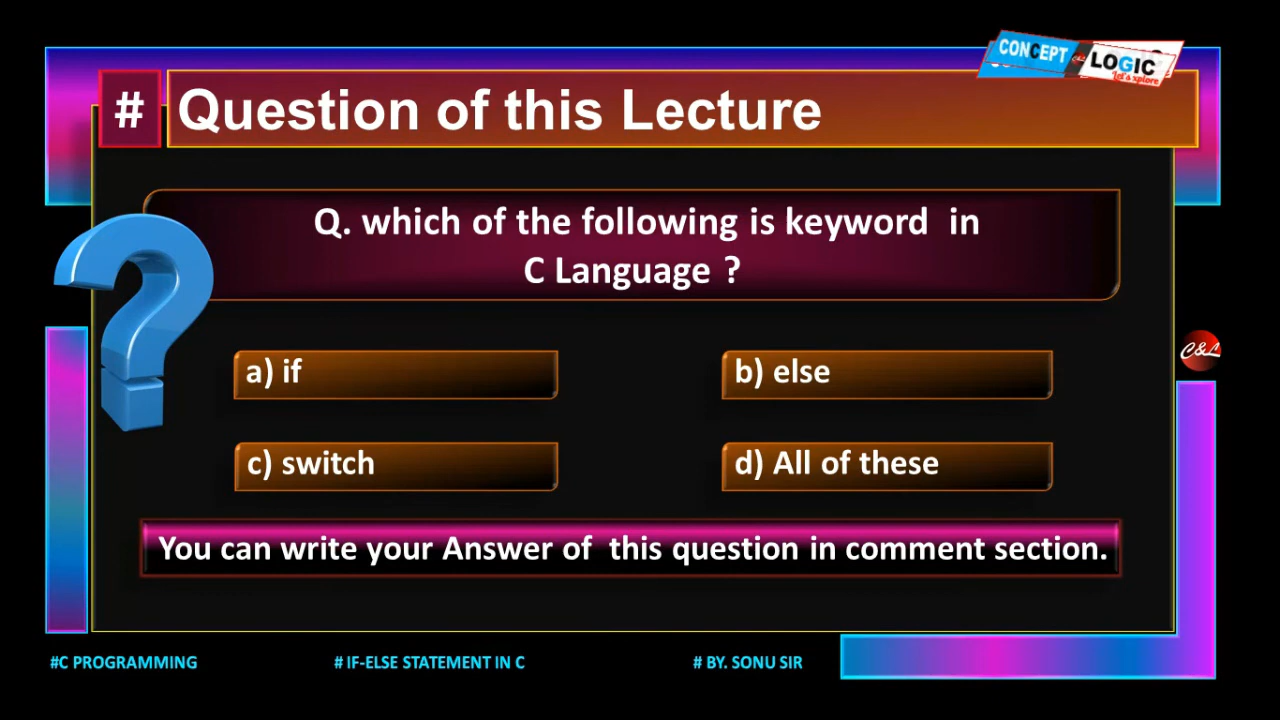 CONCEPT & LOGIC
Let's xplore
# Question of this Lecture
Q. which of the following is keyword in
C Language ?
a) if
b) else
c) switch
d) All of these
You can write your Answer of this question in comment section.
C&L
#C PROGRAMMING
# IF-ELSE STATEMENT IN C
# BY. SONU SIR